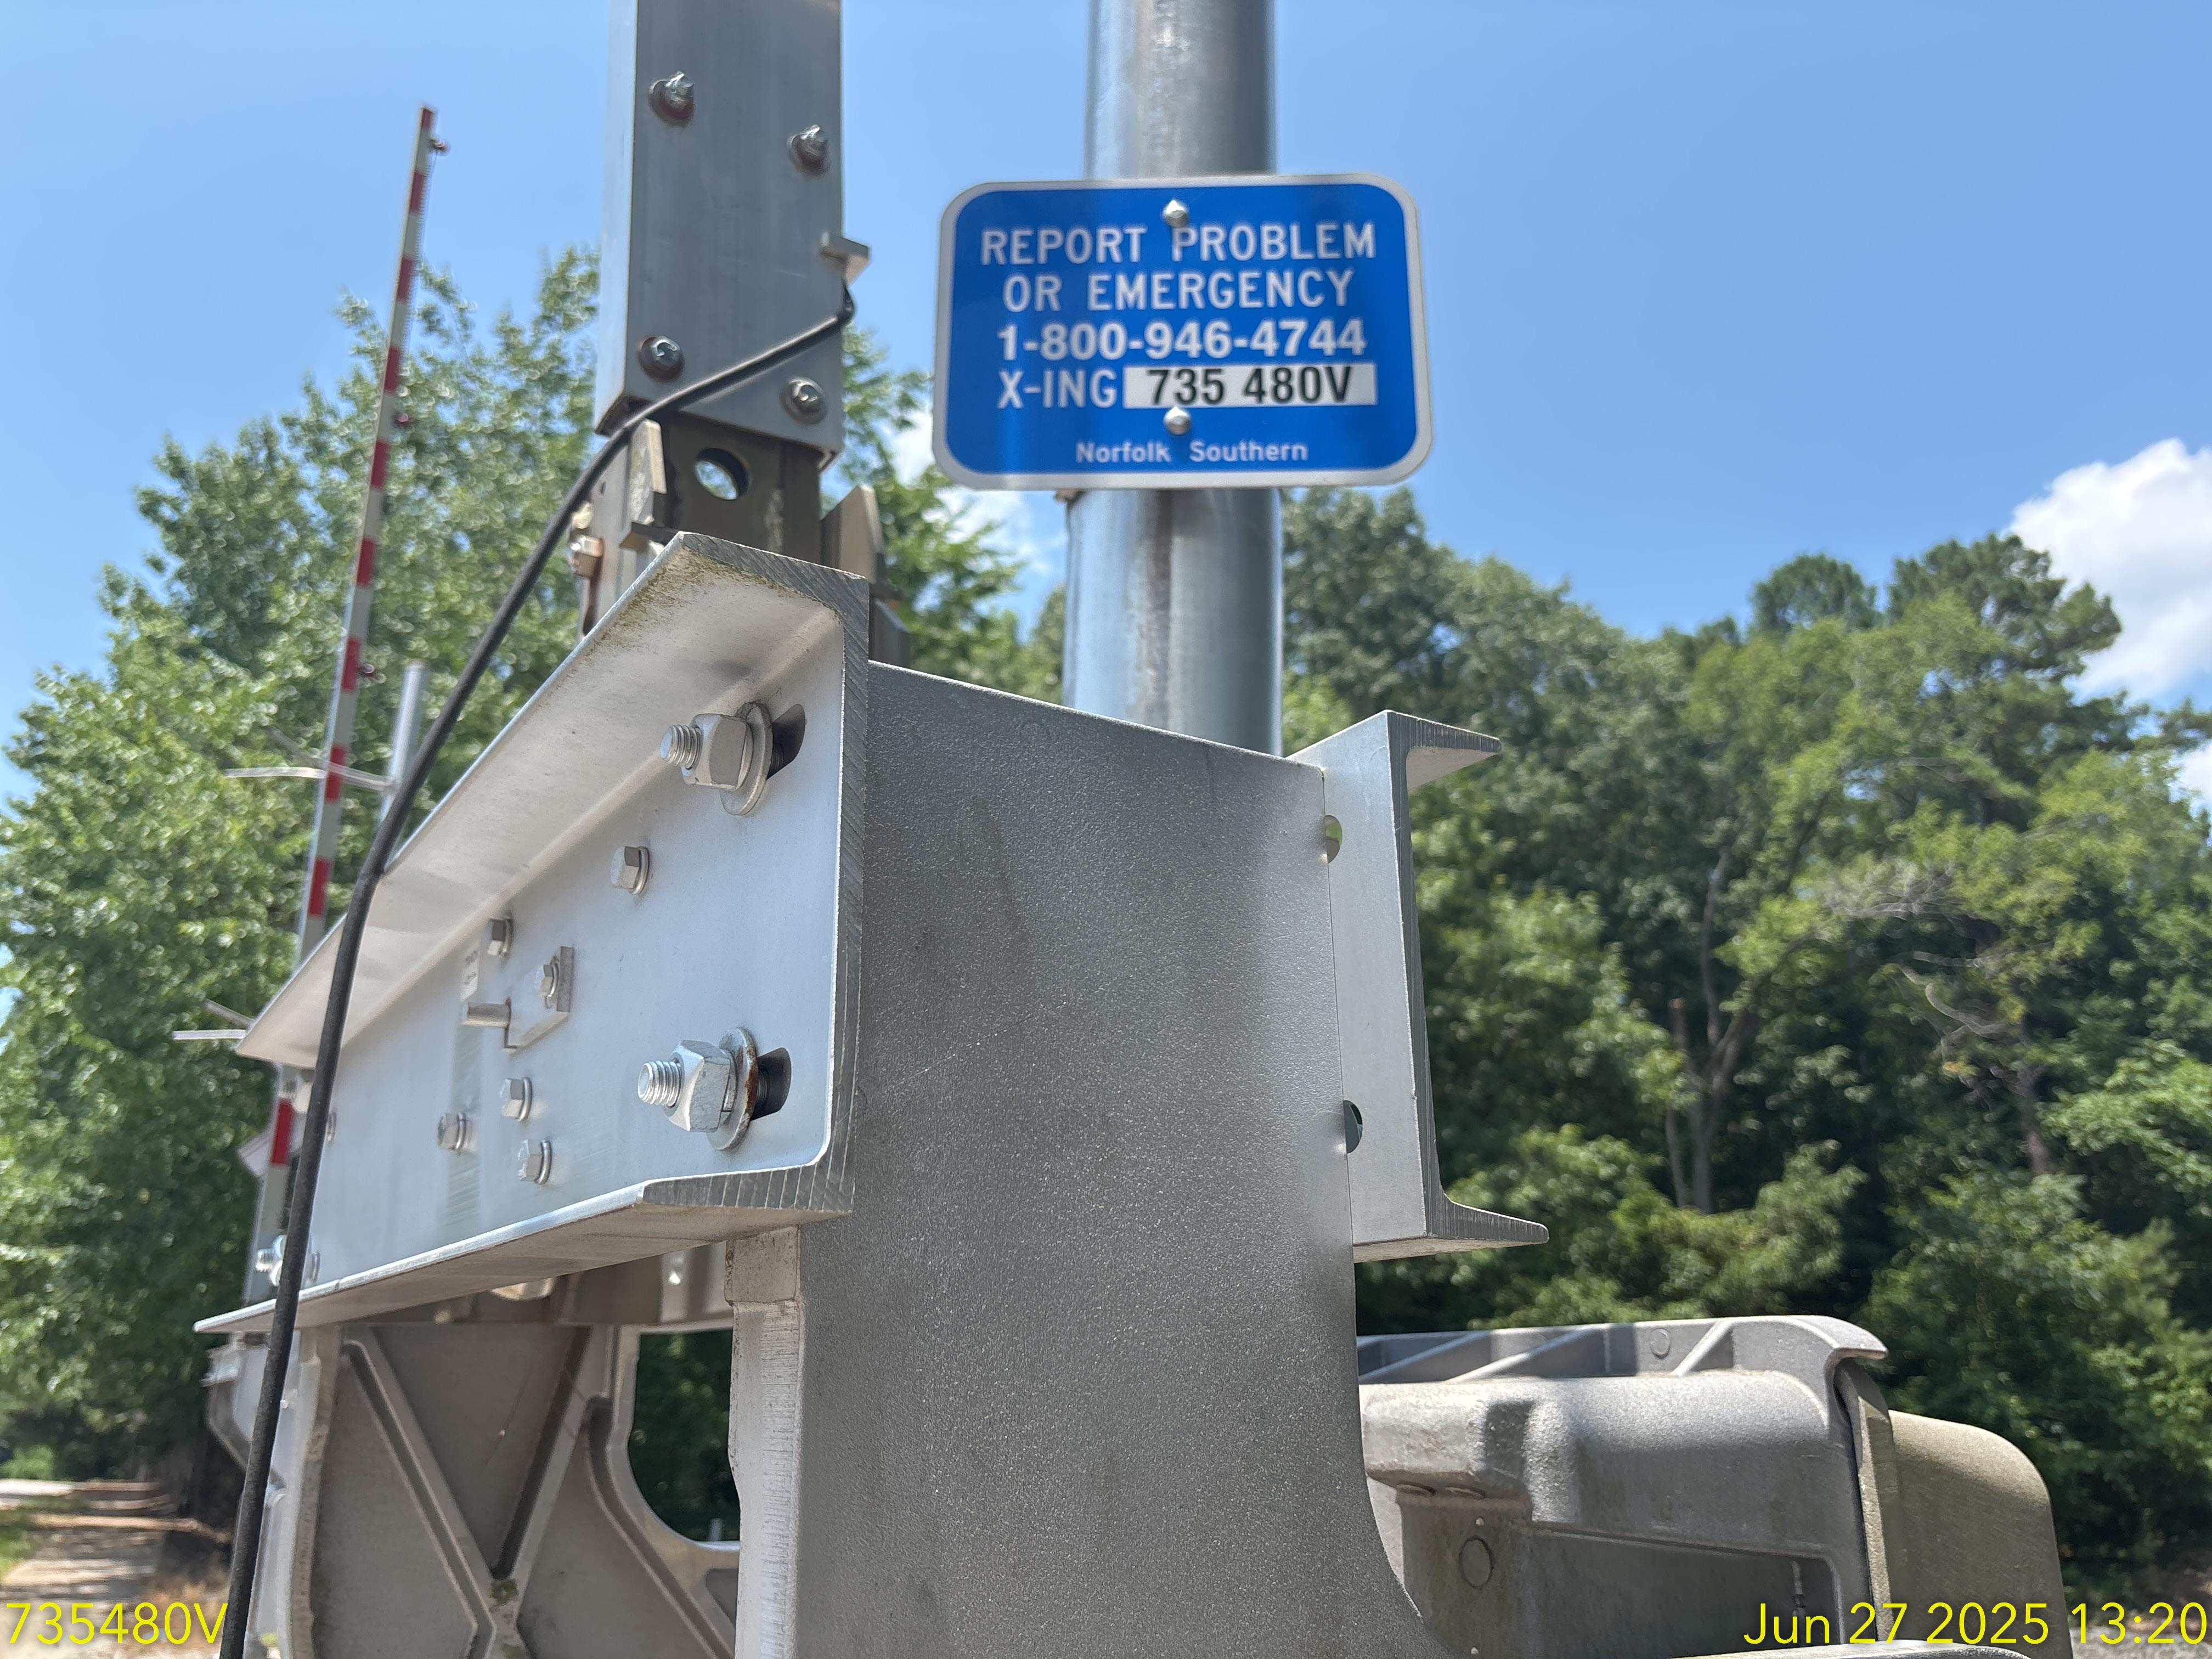 REPORT PROBLEM
OR EMERGENCY
1-800-946-4744
X-ING 735 480V
Norfolk Southern
735480V
Jun 27 2025 13:20